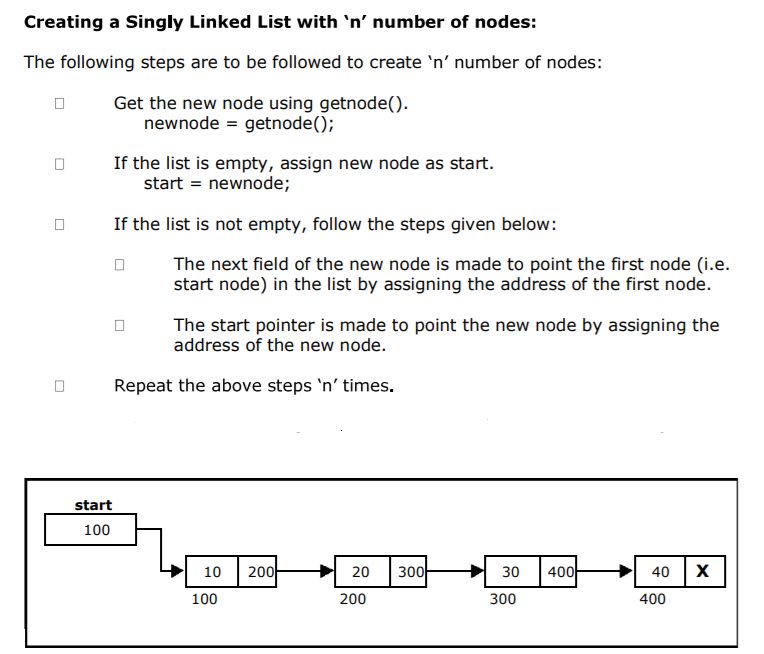 Creating a Singly Linked List with ‘n’ number of nodes:
The following steps are to be followed to create ‘n’ number of nodes:
Get the new node using getnode().
newnode = getnode();
If the list is empty, assign new node as start.
start = newnode;
If the list is not empty, follow the steps given below:
The next field of the new node is made to point the first node (i.e.
start node) in the list by assigning the address of the first node.
The start pointer is made to point the new node by assigning the
address of the new node.
Repeat the above steps ‘n’ times.
start
100
10 200 20 300 30 400 40 X
100 200 300 400